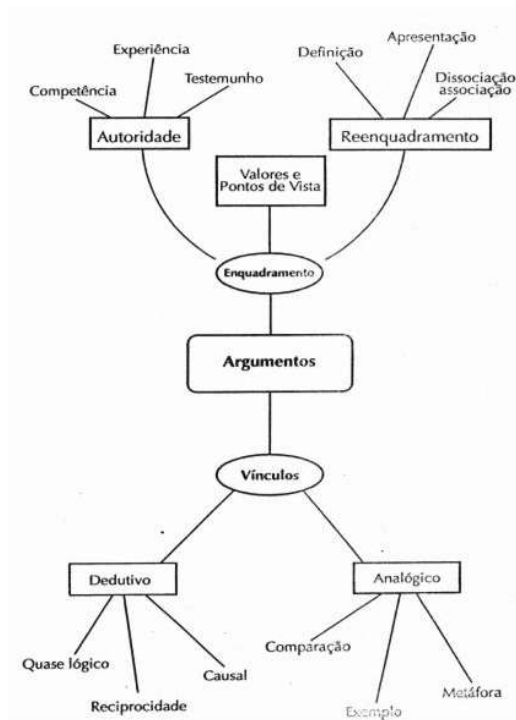 Experiência
Competência
Testemunho
Autoridade
Apresentação
Definição
Dissociação
associação
Reenquadramento
Valores e
Pontos de Vista
Enquadramento
Argumentos
Vínculos
Dedutivo
Analógico
Quase lógico
Reciprocidade
Causal
Comparação
Exemplo
Metáfora